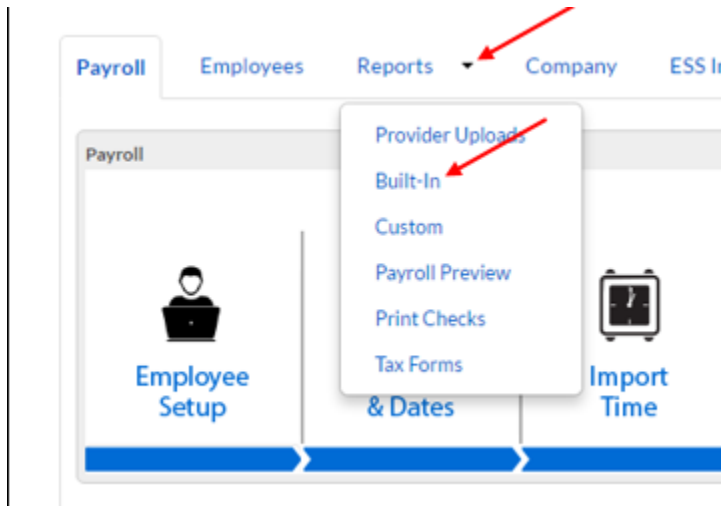 Payroll Employees Reports Company ESS
Payroll
Provider Uploads
Built-In
Custom
Payroll Preview
Print Checks
Tax Forms
Employee
Setup
& Dates
Import
Time